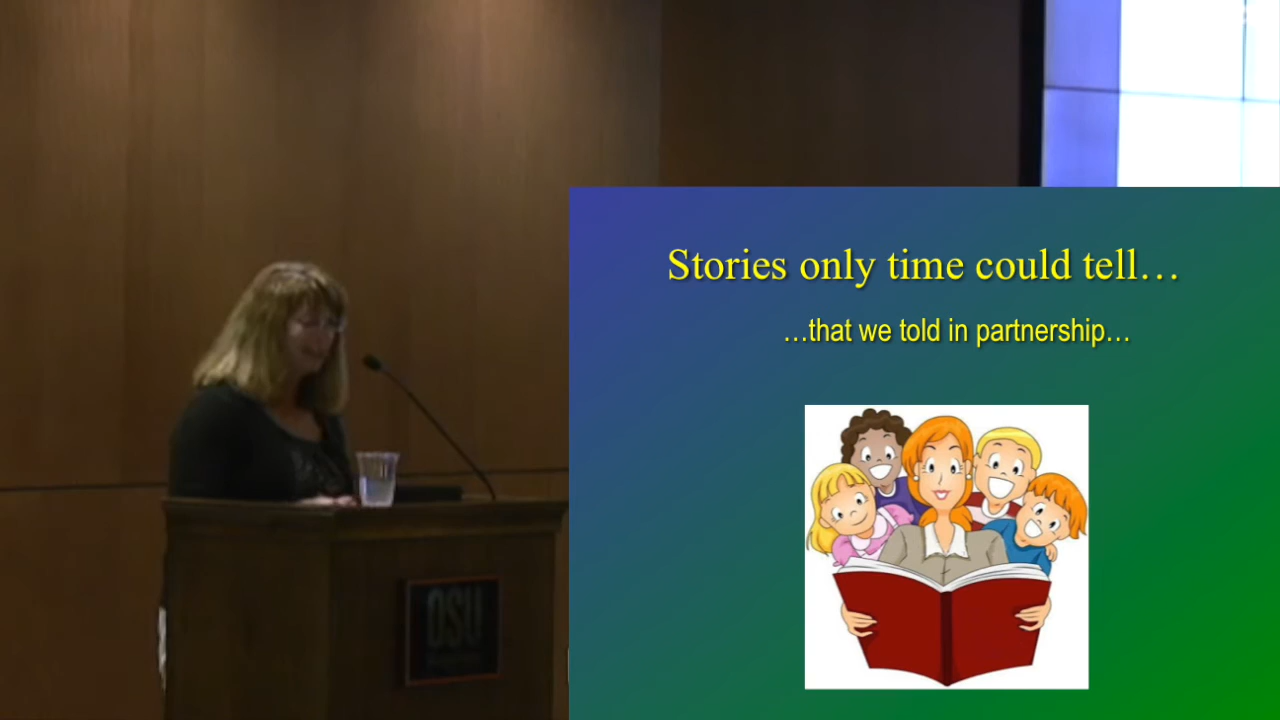 Stories only time could tell…
…that we told in partnership…
OSU